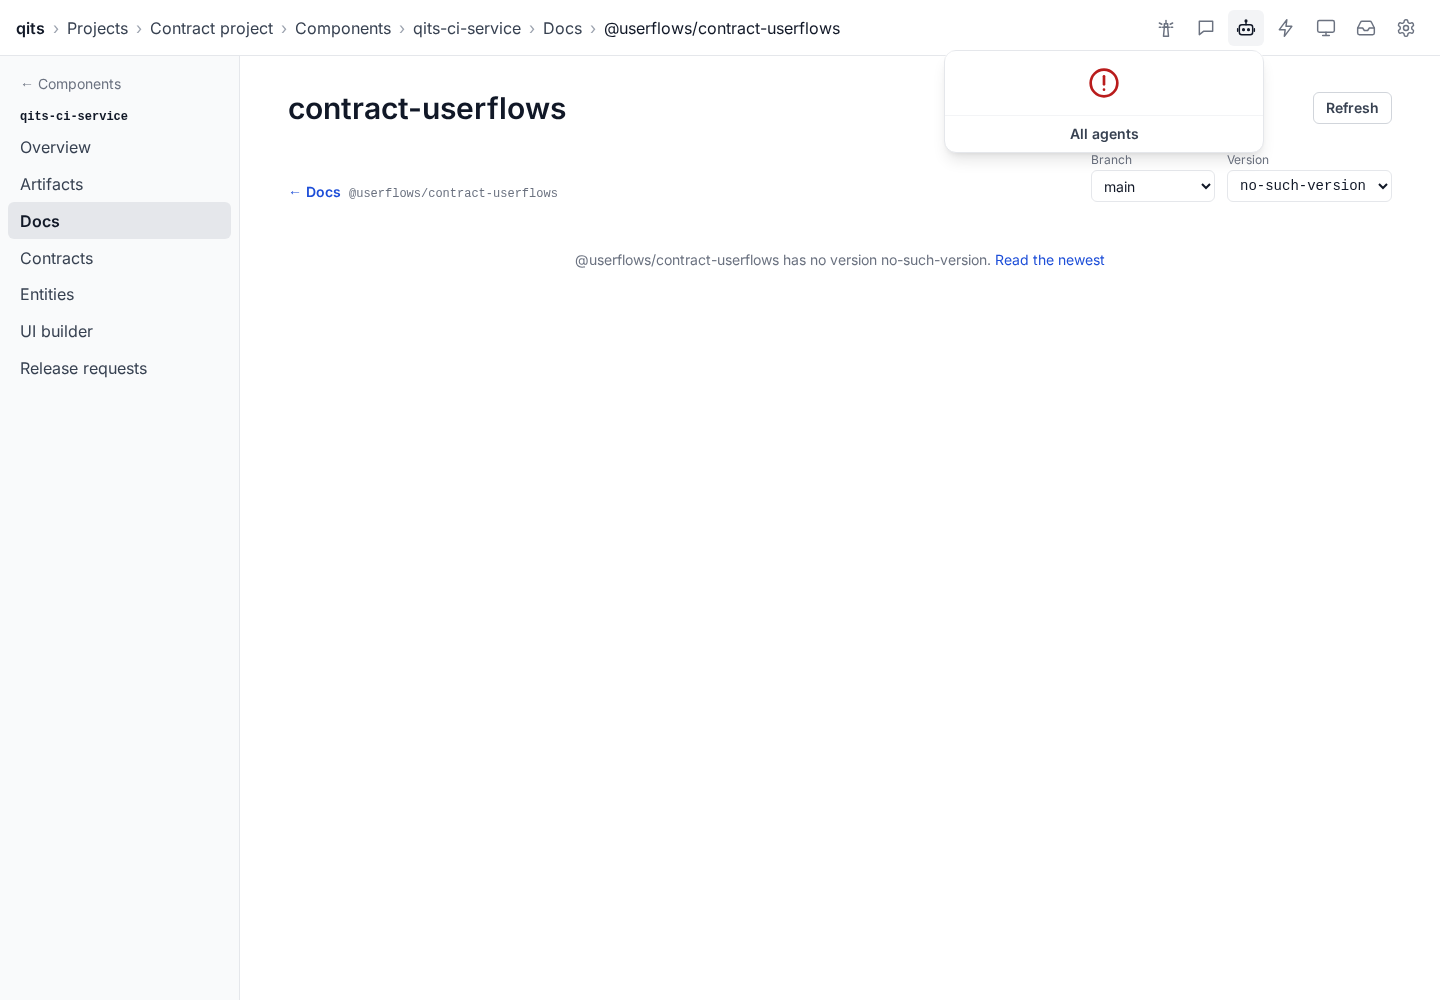 qits › Projects › Contract project › Components › qits-ci-service › Docs › @userflows/contract-userflows
← Components
qits-ci-service
Overview
Artifacts
Docs
Contracts
Entities
UI builder
Release requests
contract-userflows
Refresh
All agents
← Docs @userflows/contract-userflows
Branch
main
Version
no-such-version
@userflows/contract-userflows has no version no-such-version. Read the newest